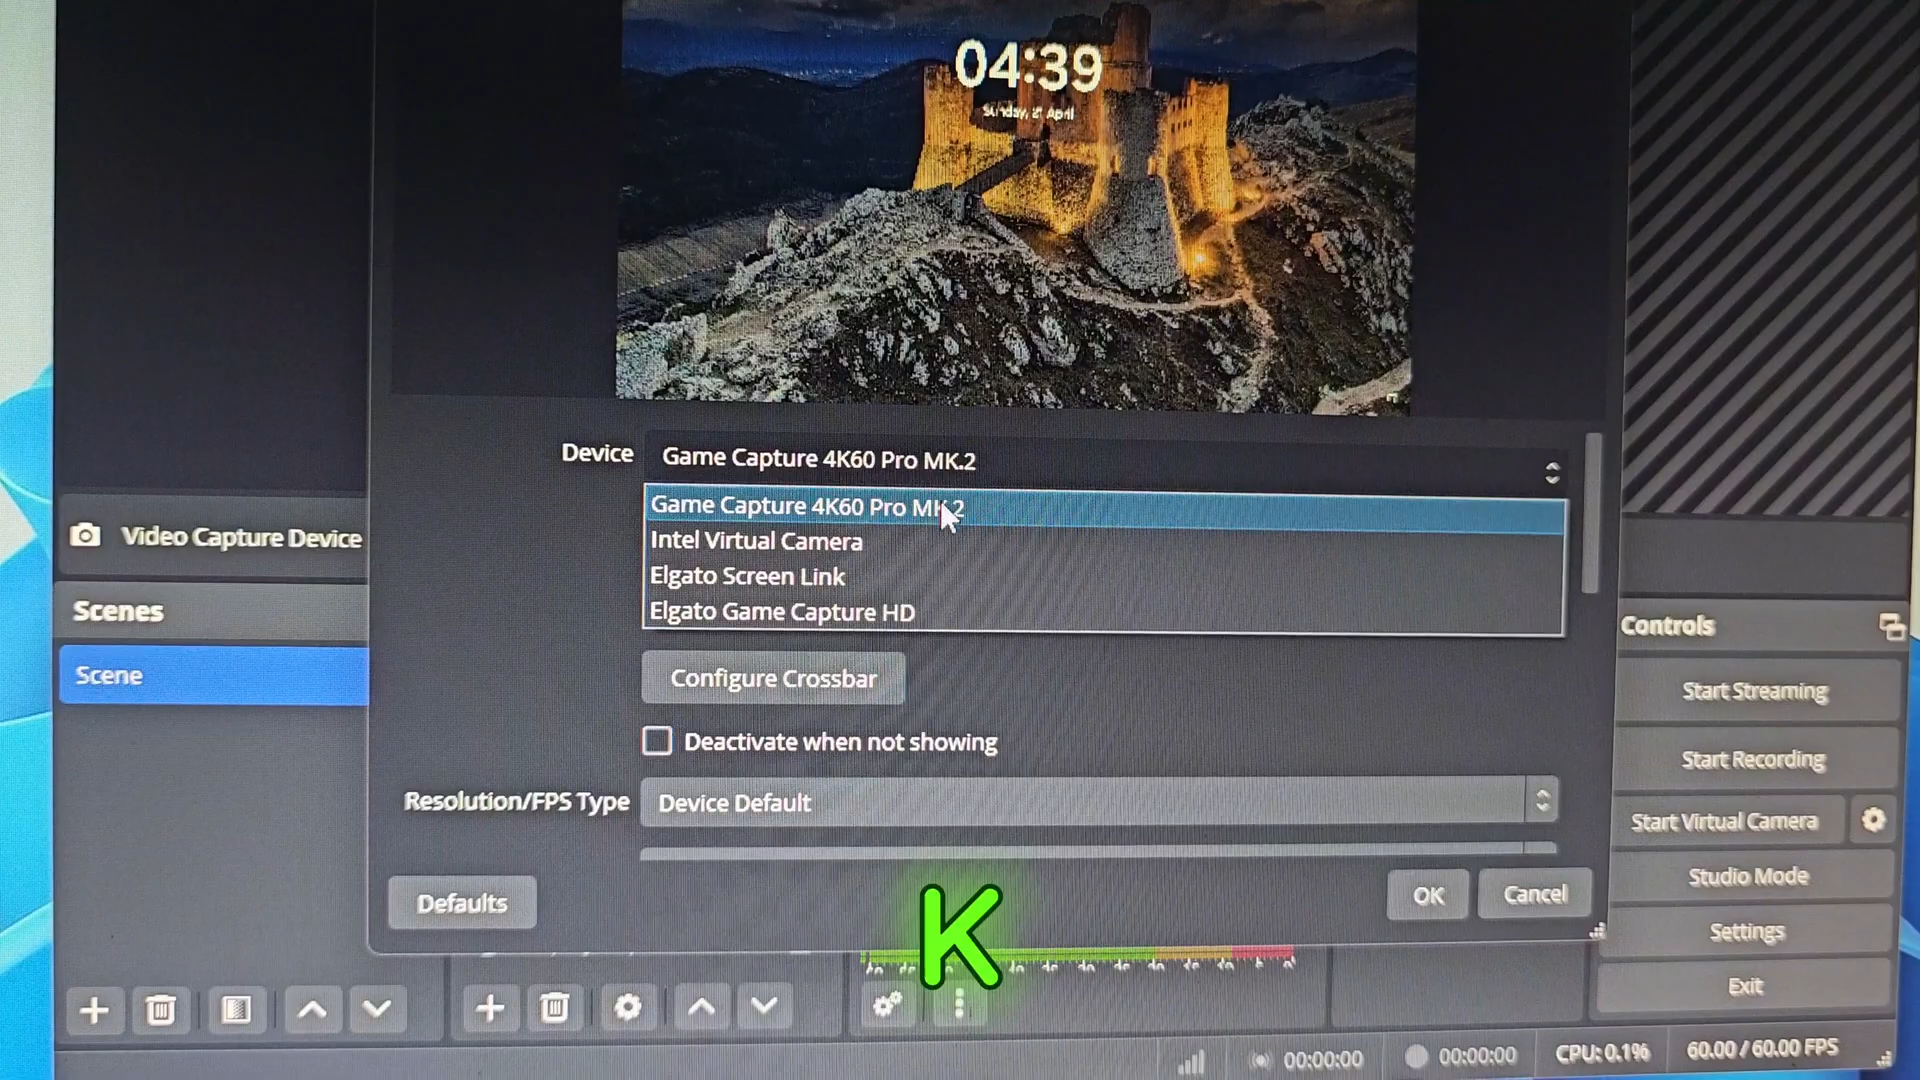 04:39
Sunday, 21 April
Device
Game Capture 4K60 Pro MK.2
Game Capture 4K60 Pro MK.2
Intel Virtual Camera
Elgato Screen Link
Elgato Game Capture HD
Video Capture Device
Configure Crossbar
Deactivate when not showing
Resolution/FPS Type
Device Default
Defaults
OK
Cancel
K
Scenes
Scene
Controls
Start Streaming
Start Recording
Start Virtual Camera
Studio Mode
Settings
Exit
00:00:00
00:00:00
CPU: 0.1%
60.00 / 60.00 FPS